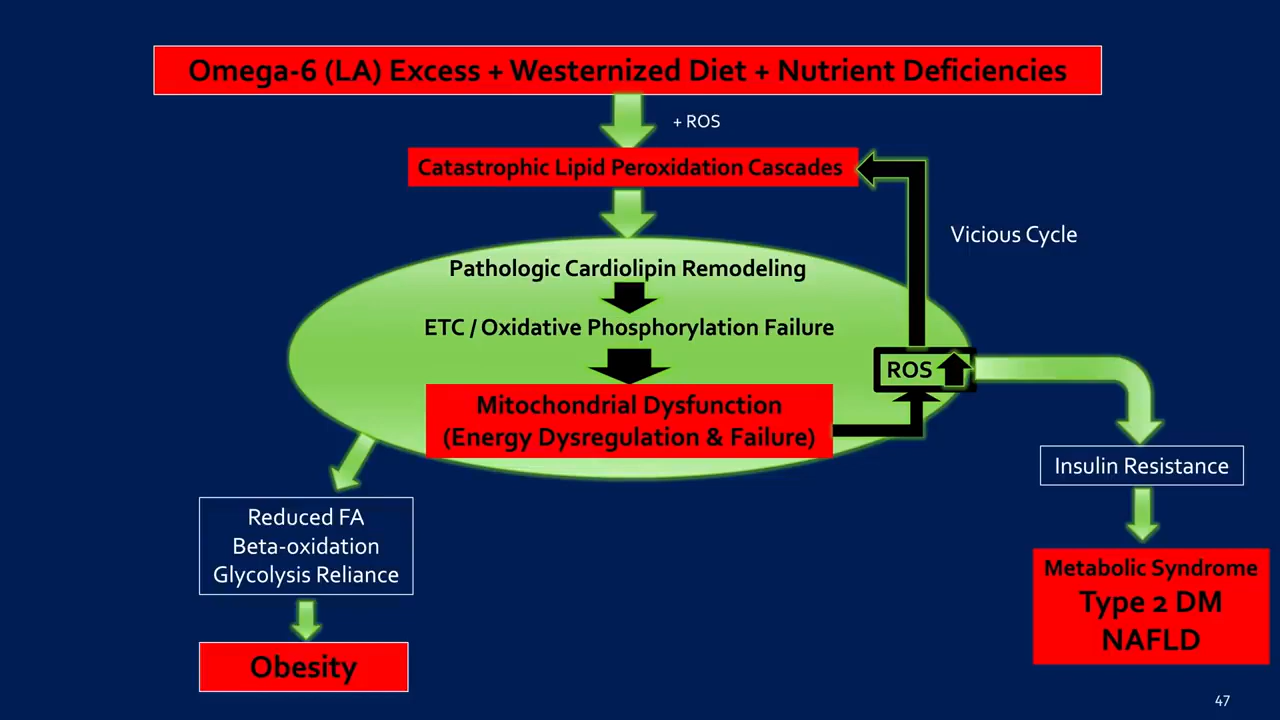 Omega-6 (LA) Excess + Westernized Diet + Nutrient Deficiencies
+ ROS
Catastrophic Lipid Peroxidation Cascades
Vicious Cycle
Pathologic Cardiolipin Remodeling
ETC / Oxidative Phosphorylation Failure
ROS
Mitochondrial Dysfunction
(Energy Dysregulation & Failure)
Insulin Resistance
Reduced FA
Beta-oxidation
Glycolysis Reliance
Metabolic Syndrome
Type 2 DM
NAFLD
Obesity
47